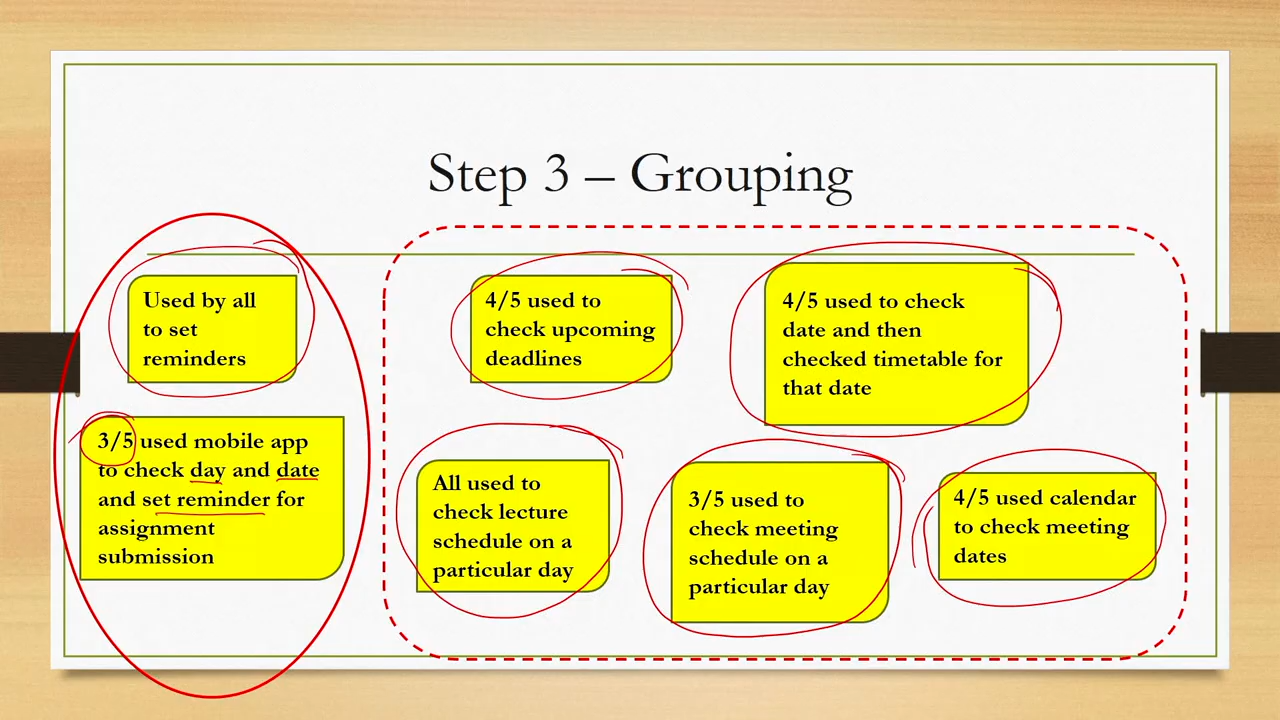 Step 3 – Grouping
Used by all
to set
reminders
3/5 used mobile app
to check day and date
and set reminder for
assignment
submission
4/5 used to
check upcoming
deadlines
4/5 used to check
date and then
checked timetable for
that date
All used to
check lecture
schedule on a
particular day
3/5 used to
check meeting
schedule on a
particular day
4/5 used calendar
to check meeting
dates